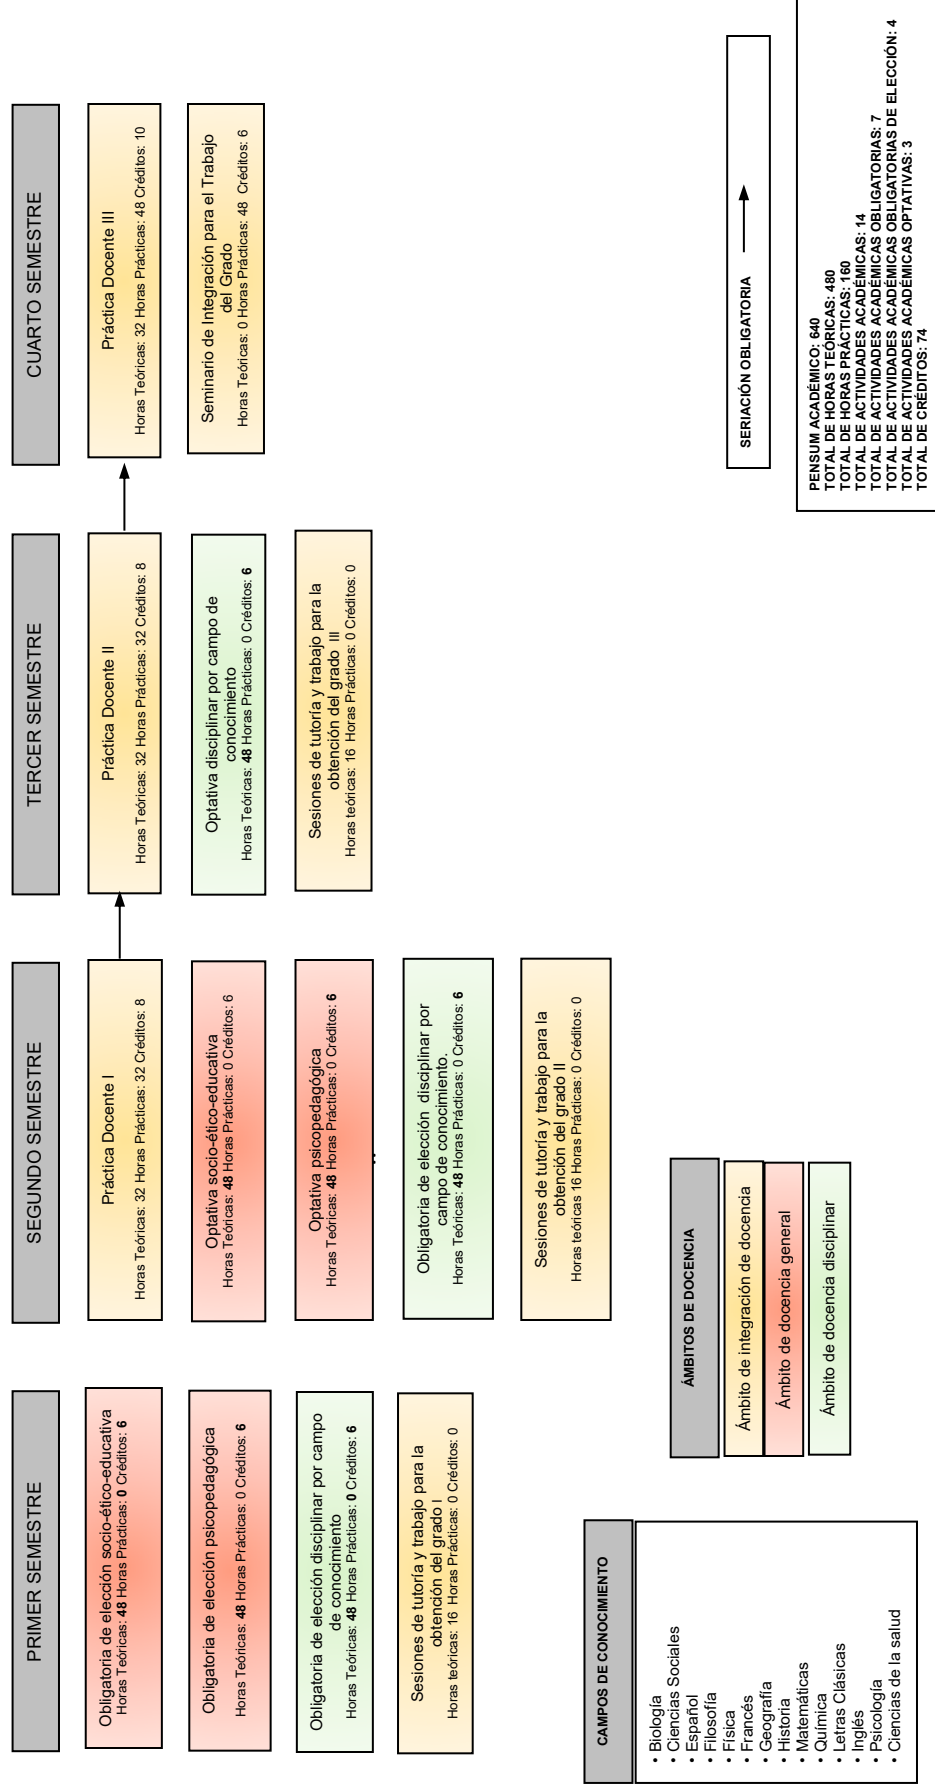 PRIMER SEMESTRE
Obligatoria de elección socio-ético-educativa
Horas Teóricas: 48 Horas Prácticas: 0 Créditos: 6
Obligatoria de elección psicopedagógica
Horas Teóricas: 48 Horas Prácticas: 0 Créditos: 6
Obligatoria de elección disciplinar por campo
de conocimiento
Horas Teóricas: 48 Horas Prácticas: 0 Créditos: 6
Sesiones de tutoría y trabajo para la
obtención del grado I
Horas teóricas: 16 Horas Prácticas: 0 Créditos: 0
SEGUNDO SEMESTRE
Práctica Docente I
Horas Teóricas: 32 Horas Prácticas: 32 Créditos: 8
Optativa socio-ético-educativa
Horas Teóricas: 48 Horas Prácticas: 0 Créditos: 6
Optativa psicopedagógica
Horas Teóricas: 48 Horas Prácticas: 0 Créditos: 6
Obligatoria de elección disciplinar por
campo de conocimiento.
Horas Teóricas: 48 Horas Prácticas: 0 Créditos: 6
Sesiones de tutoría y trabajo para la
obtención del grado II
Horas teóricas 16 Horas Prácticas: 0 Créditos: 0
TERCER SEMESTRE
Práctica Docente II
Horas Teóricas: 32 Horas Prácticas: 32 Créditos: 8
Optativa disciplinar por campo de
conocimiento
Horas Teóricas: 48 Horas Prácticas: 0 Créditos: 6
Sesiones de tutoría y trabajo para la
obtención del grado III
Horas teóricas: 16 Horas Prácticas: 0 Créditos: 0
CUARTO SEMESTRE
Práctica Docente III
Horas Teóricas: 32 Horas Prácticas: 48 Créditos: 10
Seminario de Integración para el Trabajo
del Grado
Horas Teóricas: 0 Horas Prácticas: 48 Créditos: 6
CAMPOS DE CONOCIMIENTO
• Biología
• Ciencias Sociales
• Español
• Filosofía
• Física
• Francés
• Geografía
• Historia
• Matemáticas
• Química
• Letras Clásicas
• Inglés
• Psicología
• Ciencias de la salud
ÁMBITOS DE DOCENCIA
Ámbito de integración de docencia
Ámbito de docencia general
Ámbito de docencia disciplinar
SERIACIÓN OBLIGATORIA
PENSUM ACADÉMICO: 640
TOTAL DE HORAS TEÓRICAS: 480
TOTAL DE HORAS PRÁCTICAS: 160
TOTAL DE ACTIVIDADES ACADÉMICAS: 14
TOTAL DE ACTIVIDADES ACADÉMICAS OBLIGATORIAS: 7
TOTAL DE ACTIVIDADES ACADÉMICAS OBLIGATORIAS DE ELECCIÓN: 4
TOTAL DE ACTIVIDADES ACADÉMICAS OPTATIVAS: 3
TOTAL DE CRÉDITOS: 74